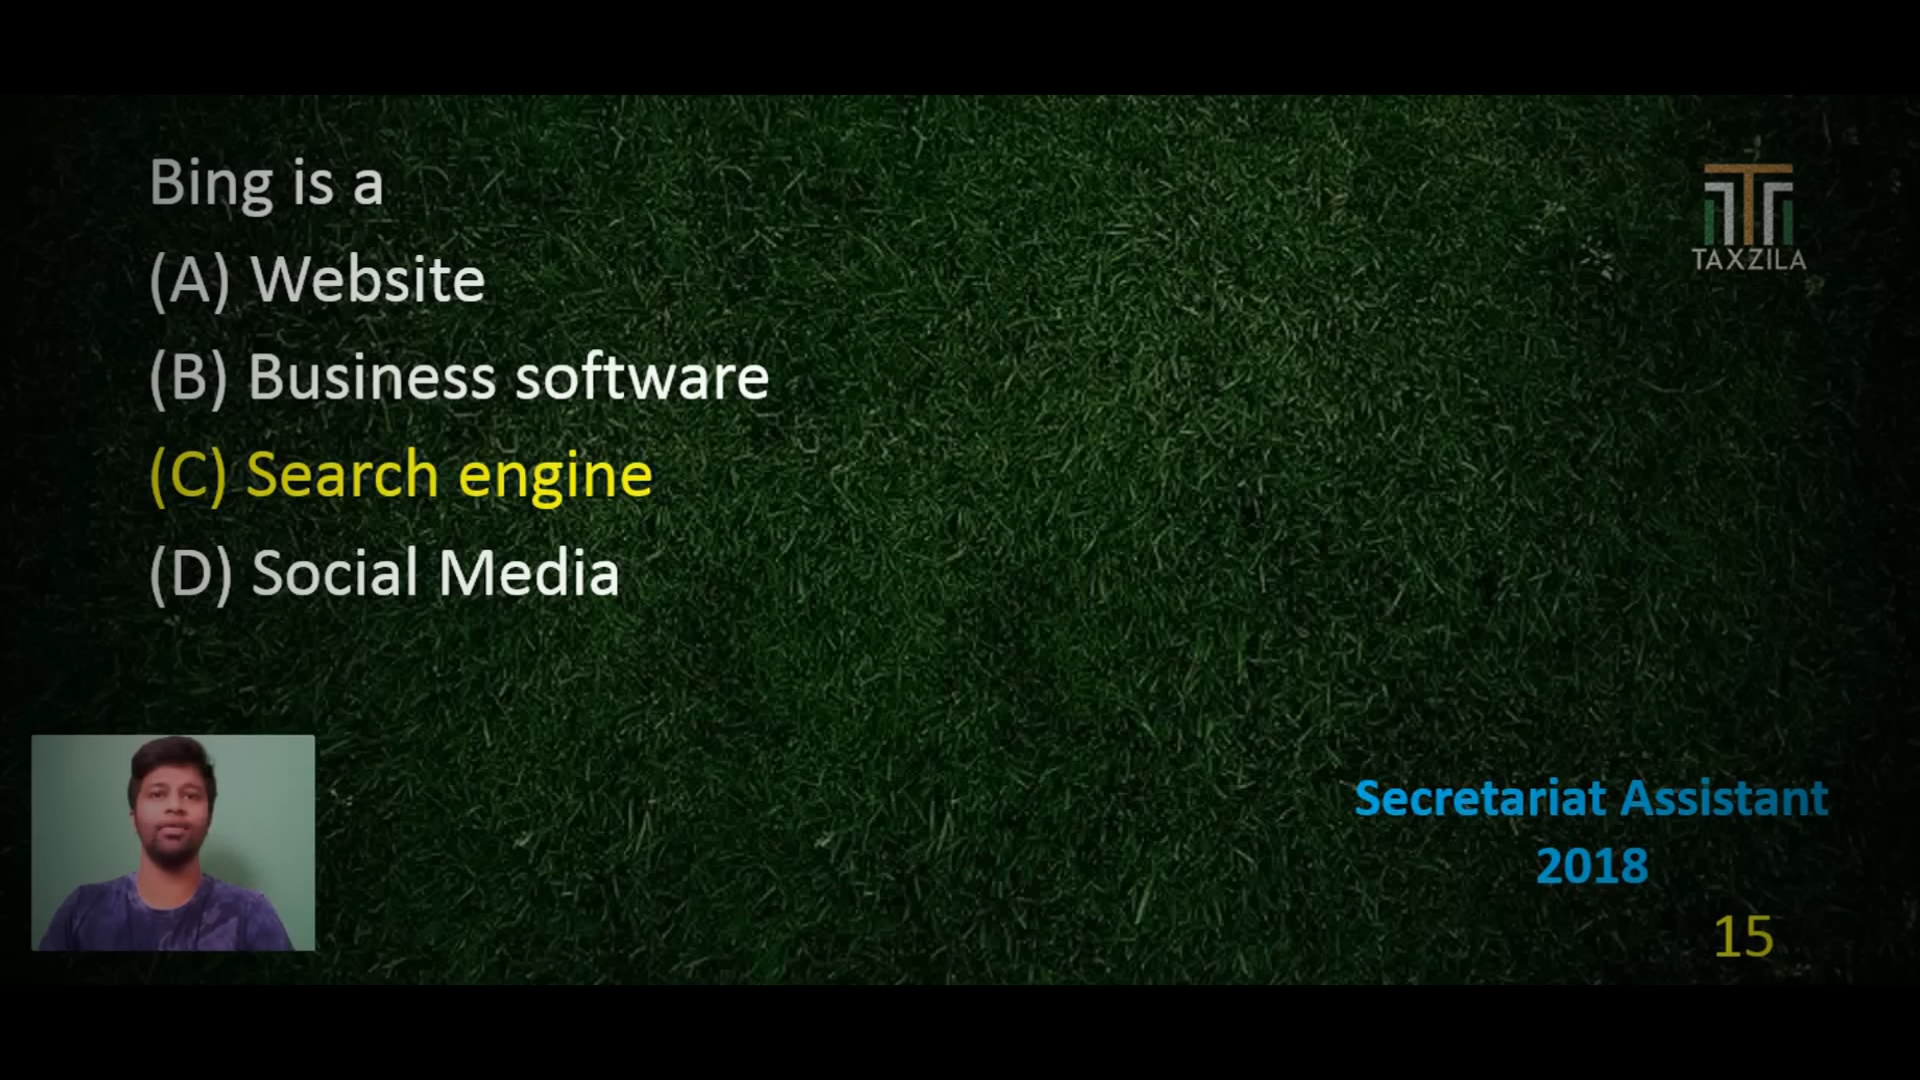 Bing is a
(A) Website
(B) Business software
(C) Search engine
(D) Social Media
TAXZILA
Secretariat Assistant
2018
15